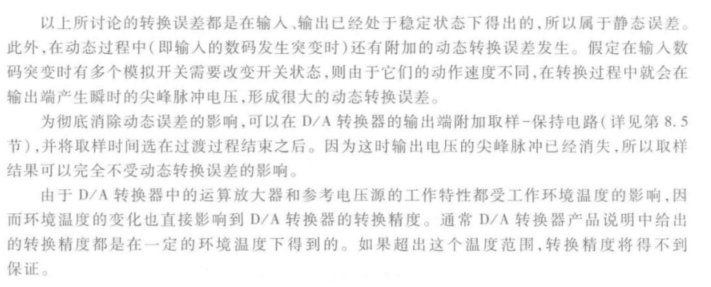 以上所讨论的转换误差都是在输入、输出已经处于稳定状态下得出的,所以属于静态误差。
此外,在动态过程中(即输入的数码发生突变时)还有附加的动态转换误差发生。假定在输入数
码突变时有多个模拟开关需要改变开关状态,则由于它们的动作速度不同,在转换过程中就会在
输出端产生瞬时的尖峰脉冲电压,形成很大的动态转换误差。
为彻底消除动态误差的影响,可以在 D/A 转换器的输出端附加取样-保持电路(详见第 8.5
节),并将取样时间选在过渡过程结束之后。因为这时输出电压的尖峰脉冲已经消失,所以取样
结果可以完全不受动态转换误差的影响。
由于 D/A 转换器中的运算放大器和参考电压源的工作特性都受工作环境温度的影响,因
而环境温度的变化也直接影响到 D/A 转换器的转换精度。通常 D/A 转换器产品说明中给出
的转换精度都是在一定的环境温度下得到的。如果超出这个温度范围,转换精度将得不到
保证。